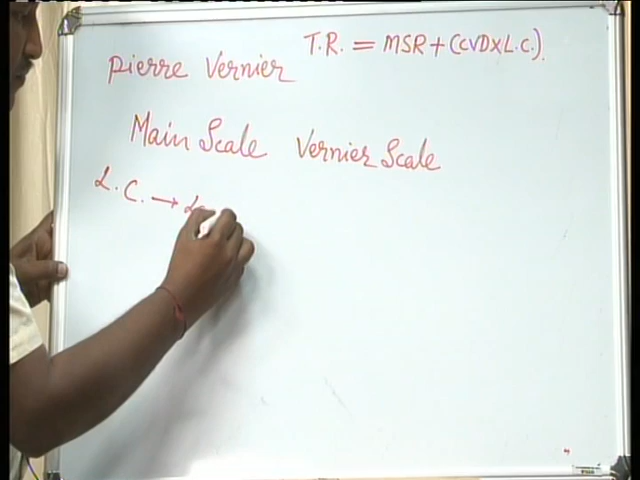 T.R. = MSR + (CVD X L.C.).
Pierre Vernier
Main Scale Vernier Scale
L.C. →